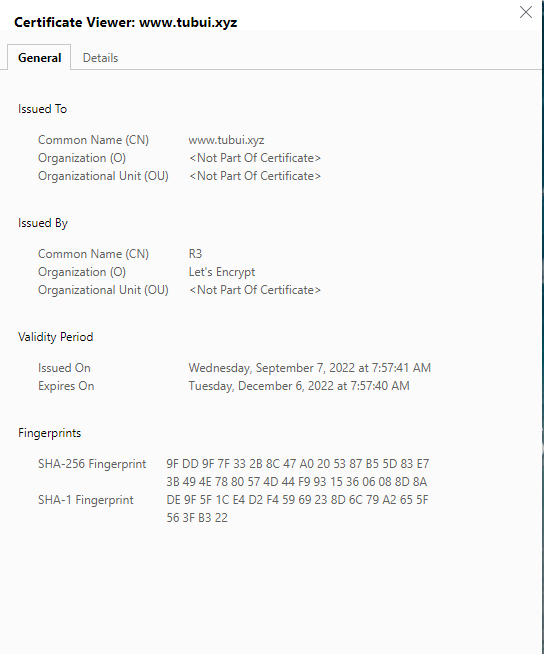 Certificate Viewer: www.tubui.xyz
General Details
Issued To
Common Name (CN) www.tubui.xyz
Organization (O) <Not Part Of Certificate>
Organizational Unit (OU) <Not Part Of Certificate>
Issued By
Common Name (CN) R3
Organization (O) Let's Encrypt
Organizational Unit (OU) <Not Part Of Certificate>
Validity Period
Issued On Wednesday, September 7, 2022 at 7:57:41 AM
Expires On Tuesday, December 6, 2022 at 7:57:40 AM
Fingerprints
SHA-256 Fingerprint 9F DD 9F 7F 33 2B 8C 47 A0 20 53 87 B5 5D 83 E7
3B 49 4E 78 80 57 4D 44 F9 93 15 36 06 08 8D 8A
SHA-1 Fingerprint DE 9F 5F 1C E4 D2 F4 59 69 23 8D 6C 79 A2 65 5F
56 3F B3 22